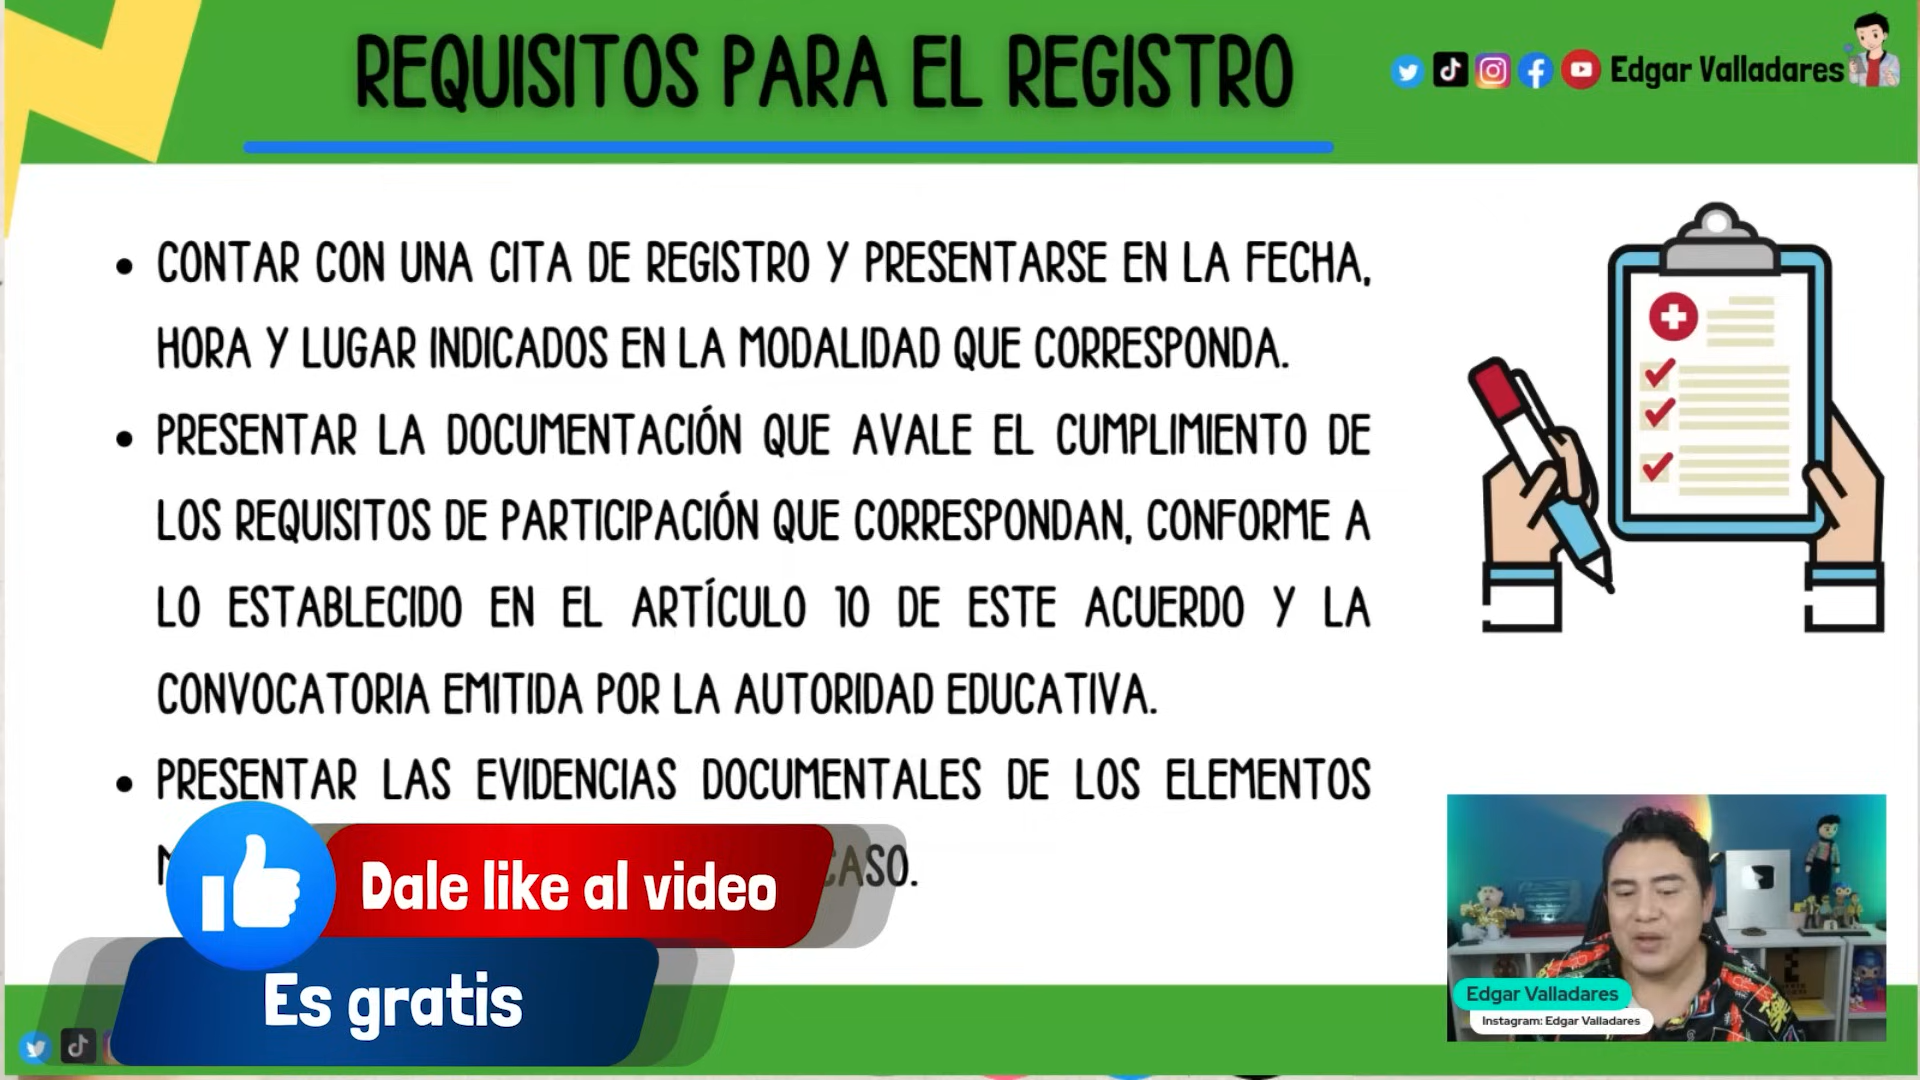 REQUISITOS PARA EL REGISTRO
Edgar Valladares
• CONTAR CON UNA CITA DE REGISTRO Y PRESENTARSE EN LA FECHA,
HORA Y LUGAR INDICADOS EN LA MODALIDAD QUE CORRESPONDA.
• PRESENTAR LA DOCUMENTACIÓN QUE AVALE EL CUMPLIMIENTO DE
LOS REQUISITOS DE PARTICIPACIÓN QUE CORRESPONDAN, CONFORME A
LO ESTABLECIDO EN EL ARTÍCULO 10 DE ESTE ACUERDO Y LA
CONVOCATORIA EMITIDA POR LA AUTORIDAD EDUCATIVA.
• PRESENTAR LAS EVIDENCIAS DOCUMENTALES DE LOS ELEMENTOS
CASO.
Dale like al video
Es gratis
Edgar Valladares
Instagram: Edgar Valladares